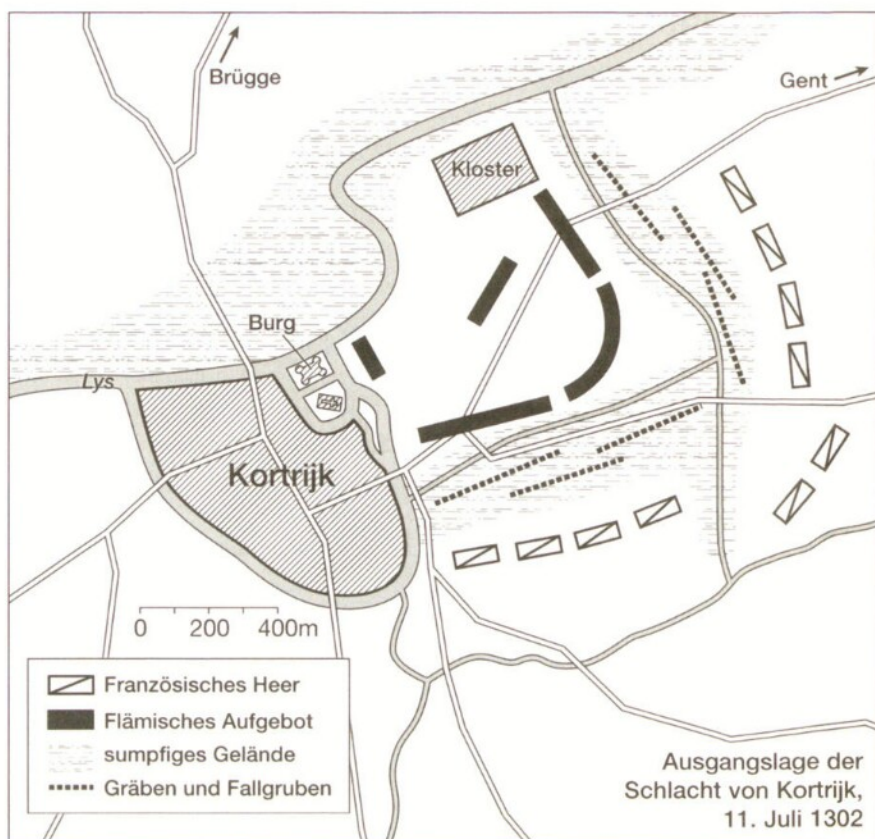 Brügge
Gent
Kloster
Burg
Lys
Kortrijk
0 200 400m
Französisches Heer
Flämisches Aufgebot
sumpfiges Gelände
Gräben und Fallgruben
Ausgangslage der
Schlacht von Kortrijk,
11. Juli 1302